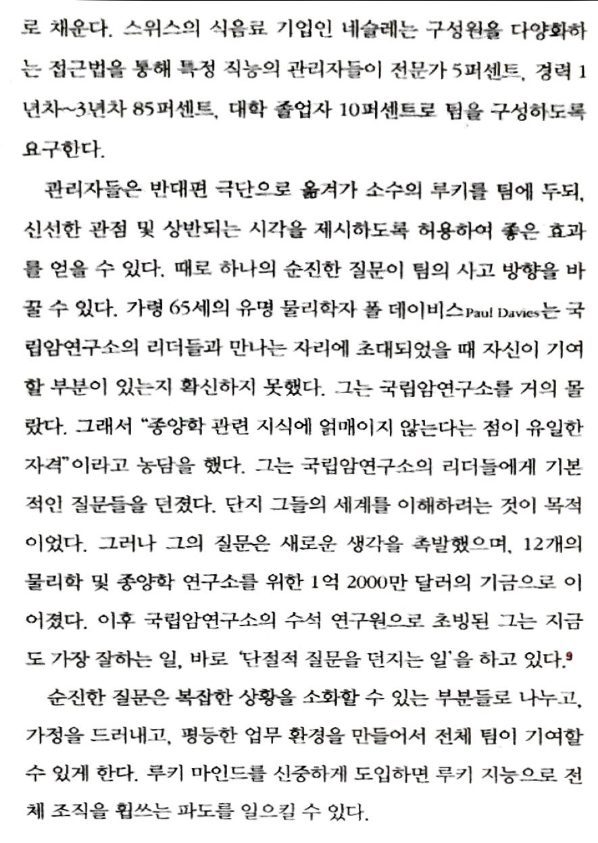 로 채운다. 스위스의 식음료 기업인 네슬레는 구성원을 다양화하
는 접근법을 통해 특정 직능의 관리자들이 전문가 5퍼센트, 경력 1
년차~3년차 85퍼센트, 대학 졸업자 10퍼센트로 팀을 구성하도록
요구한다.
관리자들은 반대편 극단으로 옮겨가 소수의 루키를 팀에 두되,
신선한 관점 및 상반되는 시각을 제시하도록 허용하여 좋은 효과
를 얻을 수 있다. 때로 하나의 순진한 질문이 팀의 사고 방향을 바
꿀 수 있다. 가령 65세의 유명 물리학자 폴 데이비스Paul Davies는 국
립암연구소의 리더들과 만나는 자리에 초대되었을 때 자신이 기여
할 부분이 있는지 확신하지 못했다. 그는 국립암연구소를 거의 몰
랐다. 그래서 “종양학 관련 지식에 얽매이지 않는다는 점이 유일한
자격”이라고 농담을 했다. 그는 국립암연구소의 리더들에게 기본
적인 질문들을 던졌다. 단지 그들의 세계를 이해하려는 것이 목적
이었다. 그러나 그의 질문은 새로운 생각을 촉발했으며, 12개의
물리학 및 종양학 연구소를 위한 1억 2000만 달러의 기금으로 이
어졌다. 이후 국립암연구소의 수석 연구원으로 초빙된 그는 지금
도 가장 잘하는 일, 바로 ‘단절적 질문을 던지는 일’을 하고 있다.9
순진한 질문은 복잡한 상황을 소화할 수 있는 부분들로 나누고,
가정을 드러내고, 평등한 업무 환경을 만들어서 전체 팀이 기여할
수 있게 한다. 루키 마인드를 신중하게 도입하면 루키 지능으로 전
체 조직을 휩쓰는 파도를 일으킬 수 있다.